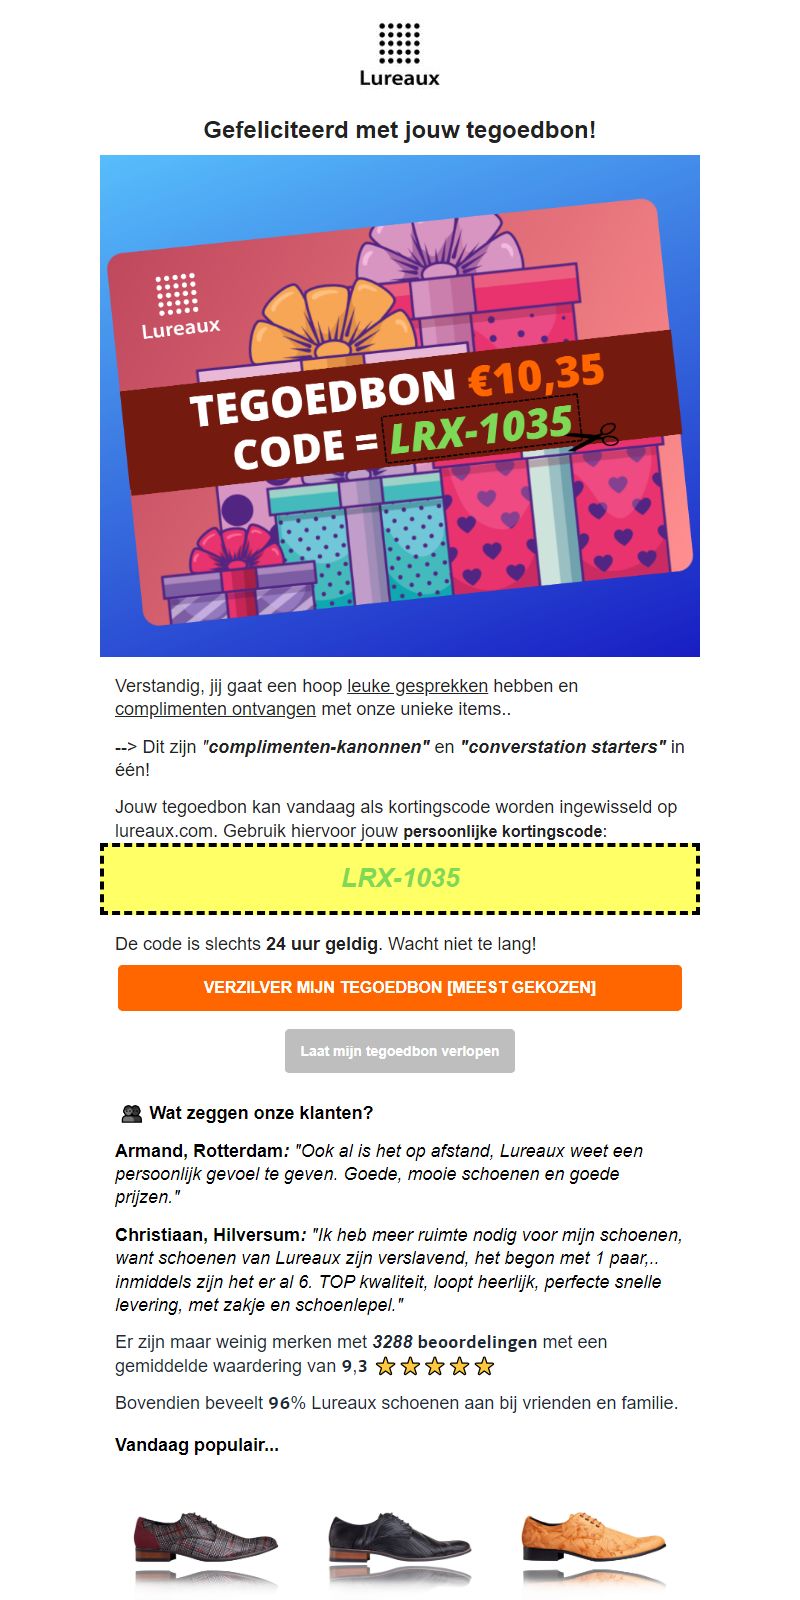 Lureaux
Gefeliciteerd met jouw tegoedbon!
Lureaux
TEGOEDBON €10,35
CODE = LRX-1035
Verstandig, jij gaat een hoop leuke gesprekken hebben en
complimenten ontvangen met onze unieke items..
--> Dit zijn "complimenten-kanonnen" en "converstation starters" in
één!
Jouw tegoedbon kan vandaag als kortingscode worden ingewisseld op
lureaux.com. Gebruik hiervoor jouw persoonlijke kortingscode:
LRX-1035
De code is slechts 24 uur geldig. Wacht niet te lang!
VERZILVER MIJN TEGOEDBON [MEEST GEKOZEN]
Laat mijn tegoedbon verlopen
Wat zeggen onze klanten?
Armand, Rotterdam: "Ook al is het op afstand, Lureaux weet een
persoonlijk gevoel te geven. Goede, mooie schoenen en goede
prijzen."
Christiaan, Hilversum: "Ik heb meer ruimte nodig voor mijn schoenen,
want schoenen van Lureaux zijn verslavend, het begon met 1 paar,..
inmiddels zijn het er al 6. TOP kwaliteit, loopt heerlijk, perfecte snelle
levering, met zakje en schoenlepel."
Er zijn maar weinig merken met 3288 beoordelingen met een
gemiddelde waardering van 9,3
Bovendien beveelt 96% Lureaux schoenen aan bij vrienden en familie.
Vandaag populair...